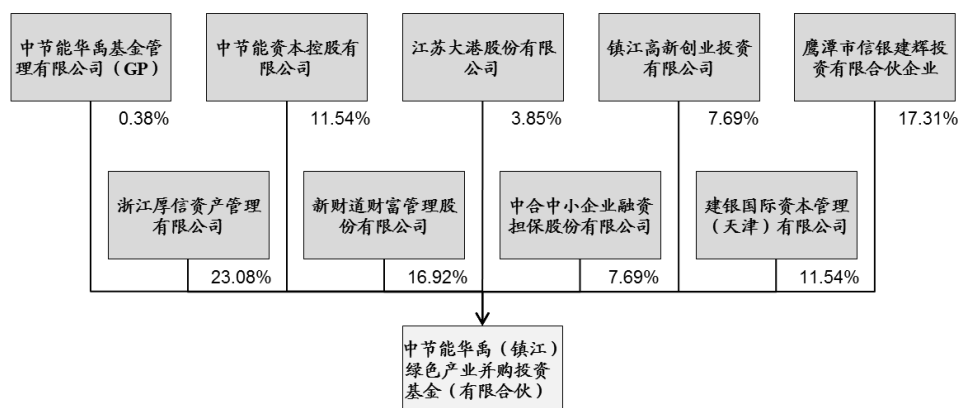 中节能华禹基金管
理有限公司（GP）
中节能资本控股有
限公司
江苏大港股份有限
公司
镇江高新创业投资
有限公司
鹰潭市信银建辉投
资有限合伙企业
0.38%
11.54%
3.85%
7.69%
17.31%
浙江厚信资产管理
有限公司
新财道财富管理股
份有限公司
中合中小企业融资
担保股份有限公司
建银国际资本管理
（天津）有限公司
23.08%
16.92%
7.69%
11.54%
中节能华禹（镇江）
绿色产业并购投资
基金（有限合伙）